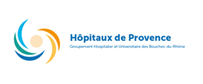 Hôpitaux de Provence
Groupement Hospitalier et Universitaire des Bouches-du-Rhône